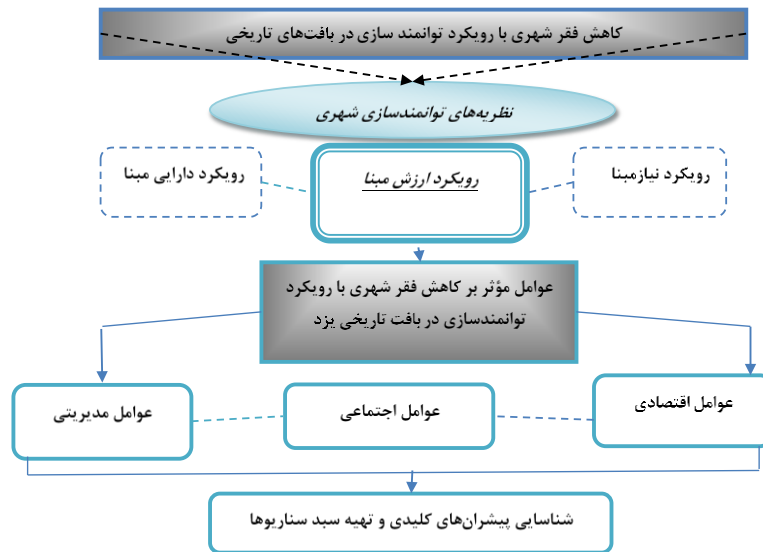 کاهش فقر شهری با رویکرد توانمند سازی در بافت‌های تاریخی
نظریه‌های توانمندسازی شهری
رویکرد نیازمبنا
رویکرد ارزش مبنا
رویکرد دارایی مبنا
عوامل مؤثر بر کاهش فقر شهری با رویکرد
توانمندسازی در بافت تاریخی یزد
عوامل اقتصادی
عوامل اجتماعی
عوامل مدیریتی
شناسایی پیشران‌های کلیدی و تهیه سبد سناریوها